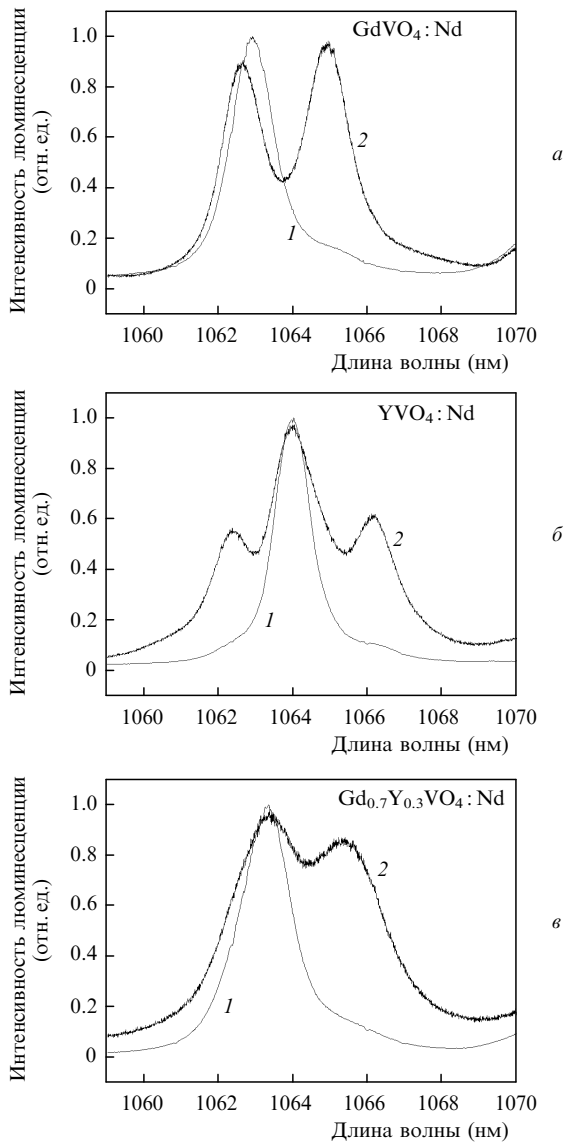 GdVO₄ : Nd
Интенсивность люминесценции
(отн. ед.)
1.0
0.8
0.6
0.4
0.2
0
2
1
а
1060 1062 1064 1066 1068 1070
Длина волны (нм)
YVO₄ : Nd
Интенсивность люминесценции
(отн. ед.)
1.0
0.8
0.6
0.4
0.2
0
2
1
б
1060 1062 1064 1066 1068 1070
Длина волны (нм)
Gd₀.₇Y₀.₃VO₄ : Nd
Интенсивность люминесценции
(отн. ед.)
1.0
0.8
0.6
0.4
0.2
0
2
1
в
1060 1062 1064 1066 1068 1070
Длина волны (нм)